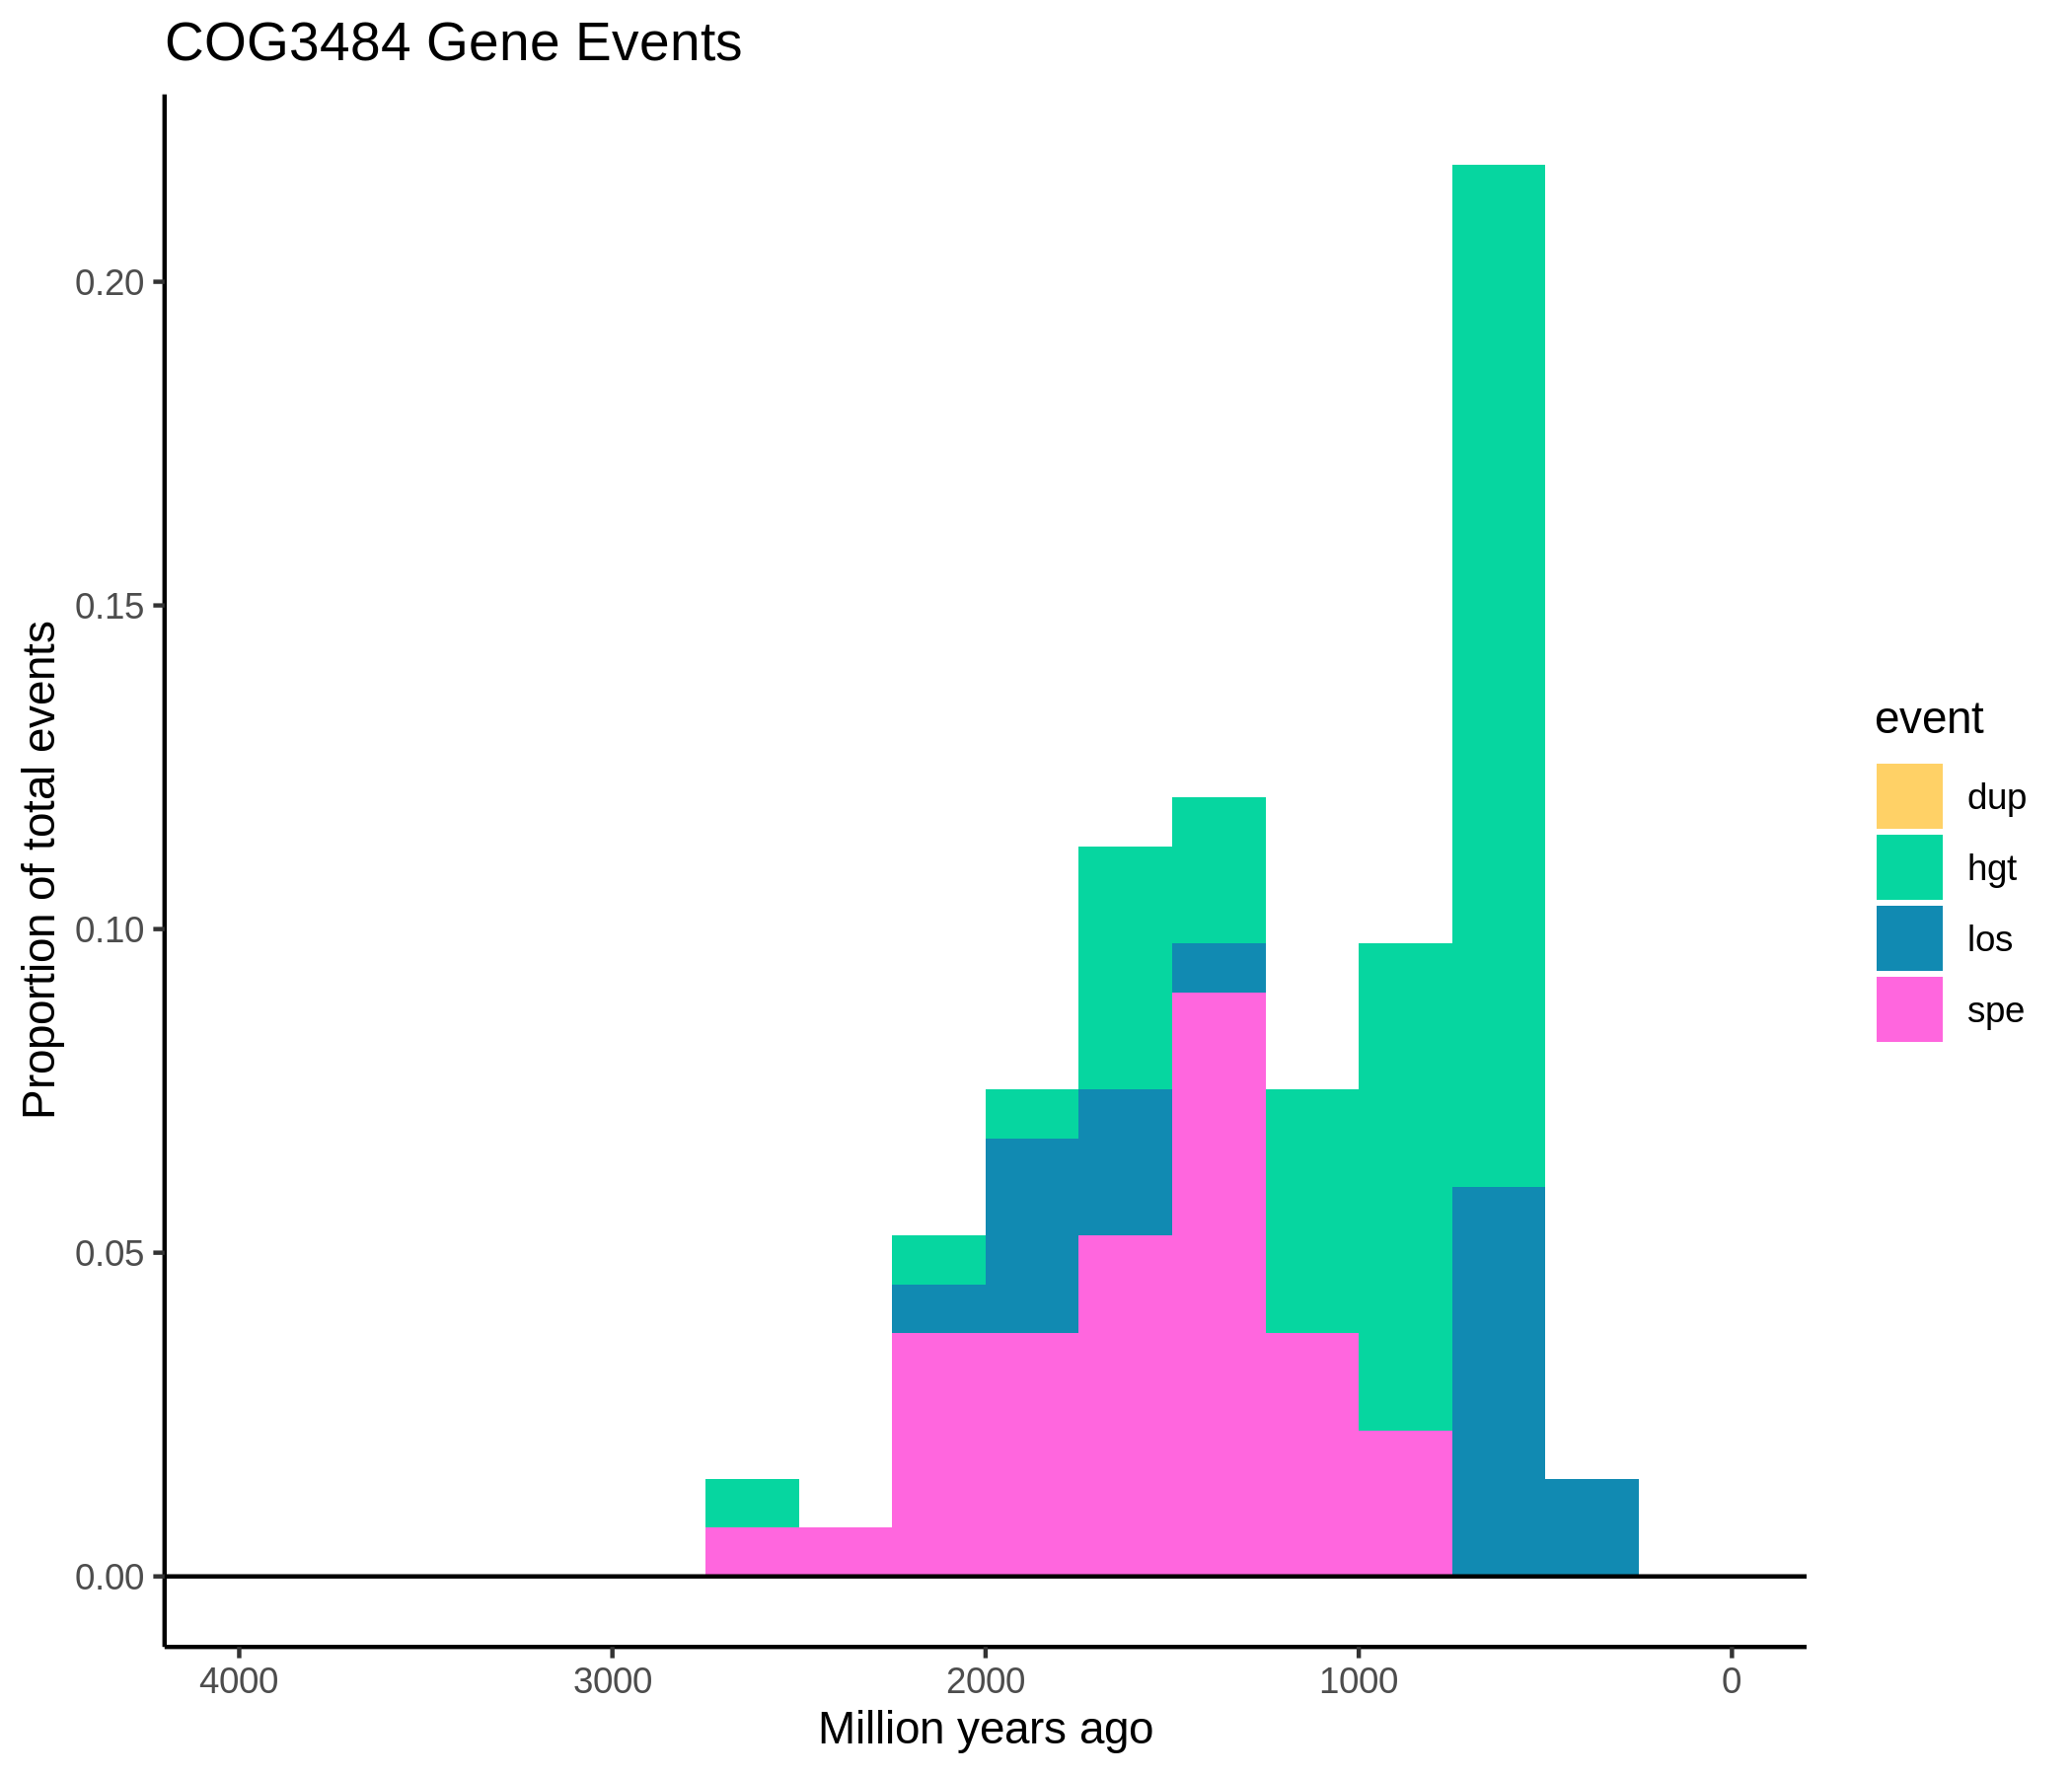 COG3484 Gene Events
Proportion of total events
0.20
0.15
0.10
0.05
0.00
4000 3000 2000 1000 0
Million years ago
event
dup
hgt
los
spe